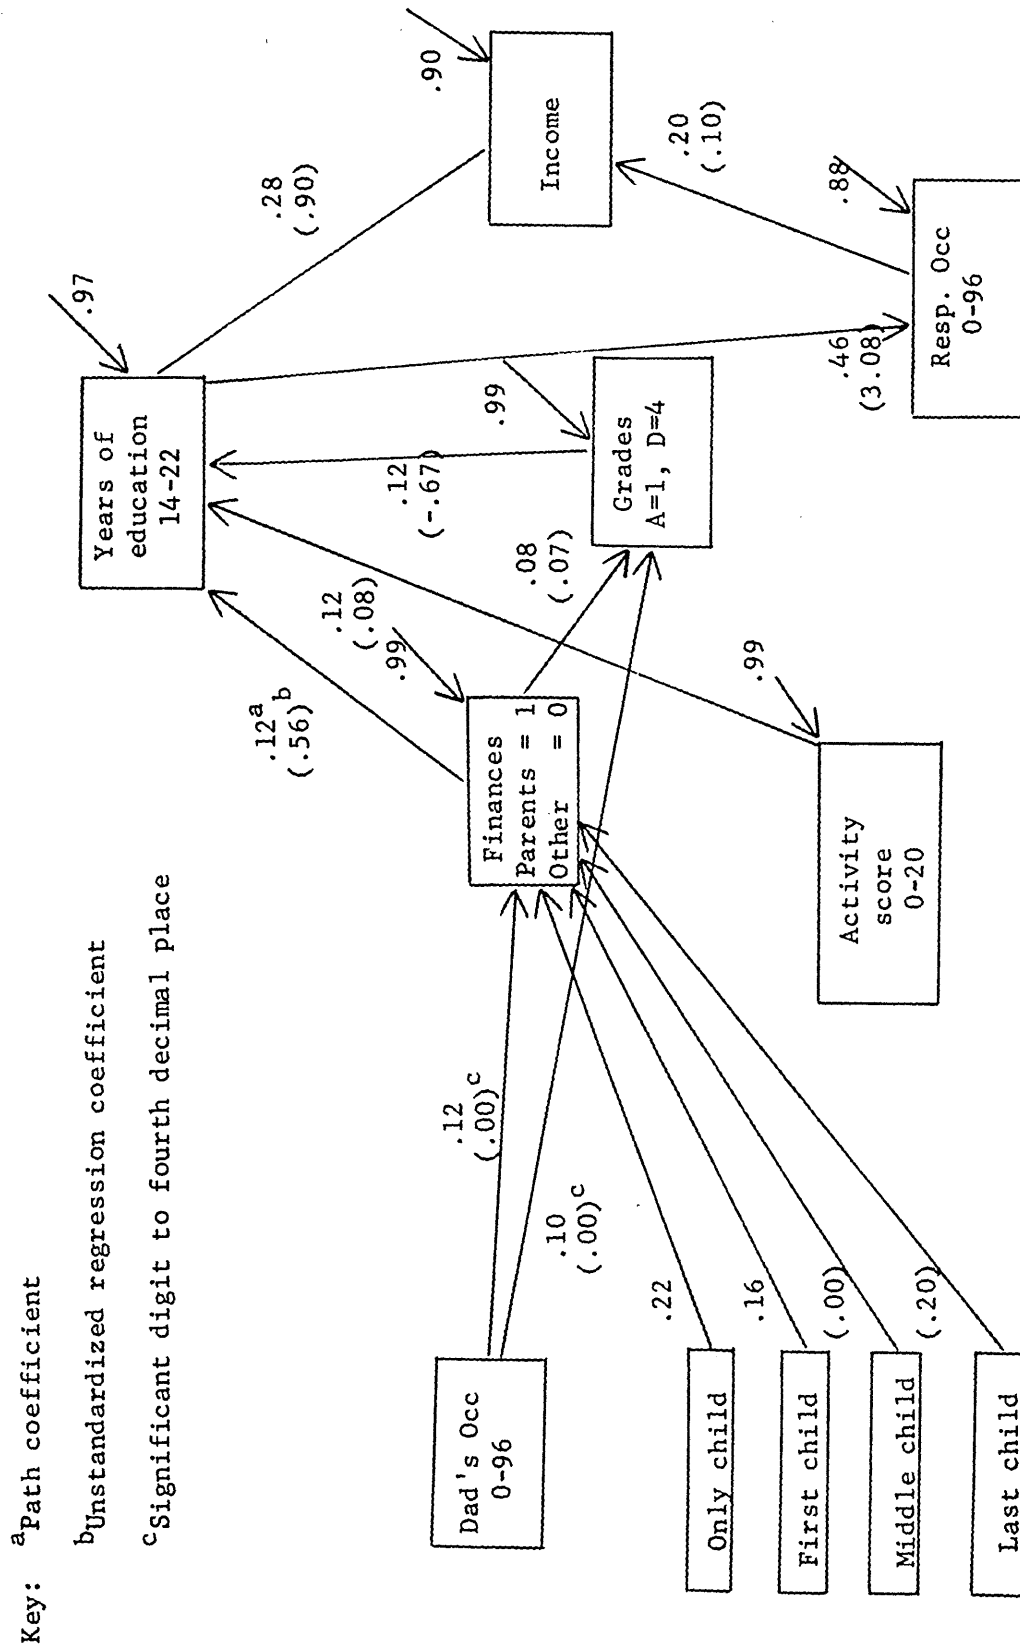 Key: aPath coefficient
bUnstandardized regression coefficient
cSignificant digit to fourth decimal place
Years of
education
14-22
.97
.28
(.90)
.90
Income
.12a
(.56)b
.12
(.08)
.99
.12
(-.67)
.99
.20
(.10)
Finances
Parents = 1
Other = 0
.08
(.07)
Grades
A=1, D=4
.46
(3.08)
.88
Resp. Occ
0-96
Dad's Occ
0-96
.12
(.00)c
.10
(.00)c
.99
Activity
score
0-20
Only child
.22
First child
.16
Middle child
(.00)
Last child
(.20)